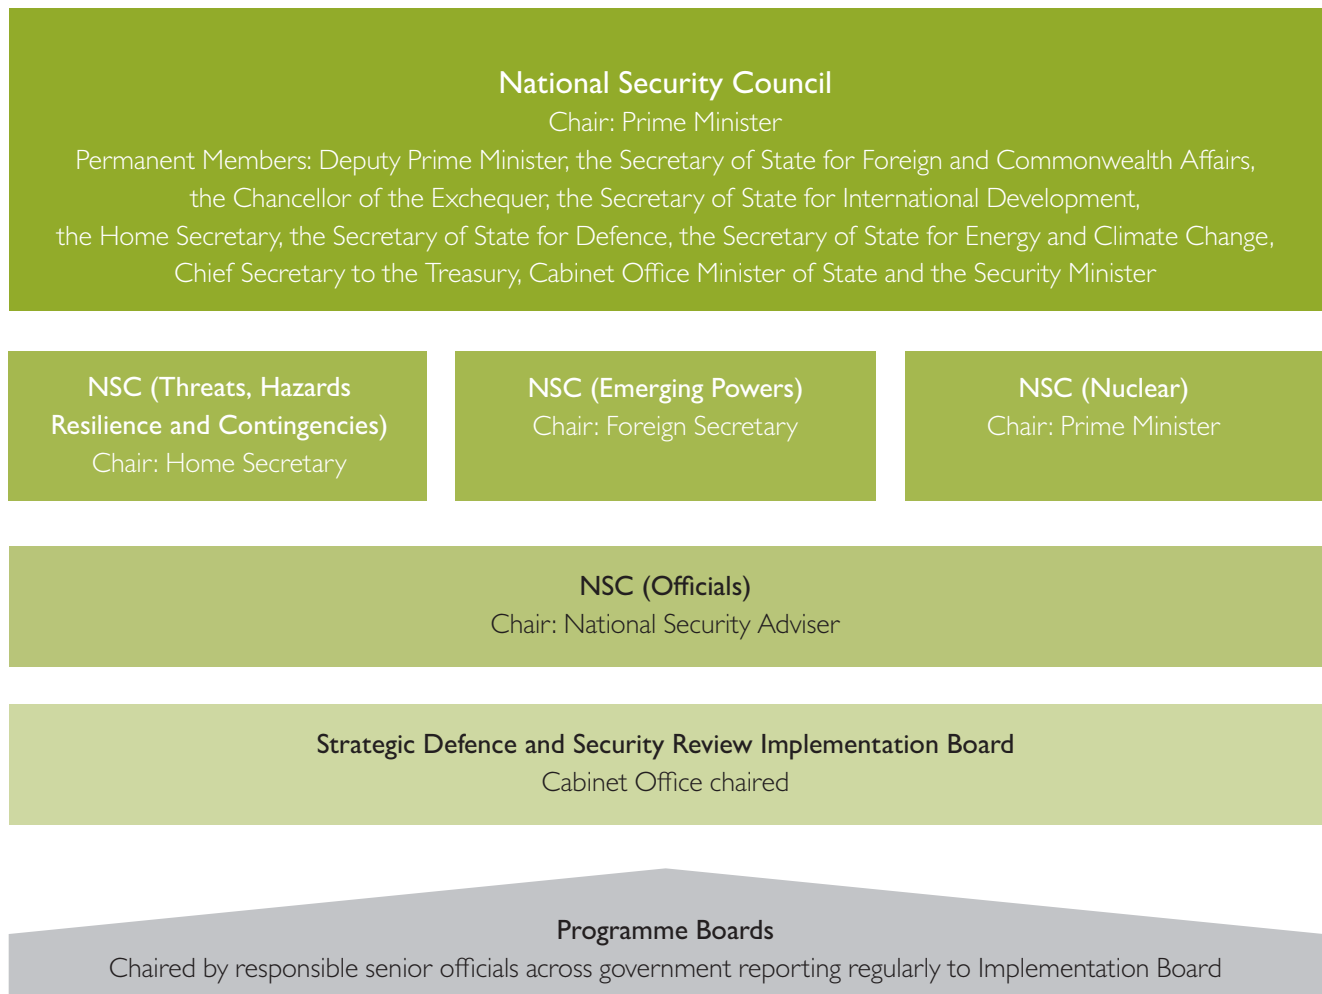 National Security Council
Chair: Prime Minister
Permanent Members: Deputy Prime Minister, the Secretary of State for Foreign and Commonwealth Affairs,
the Chancellor of the Exchequer, the Secretary of State for International Development,
the Home Secretary, the Secretary of State for Defence, the Secretary of State for Energy and Climate Change,
Chief Secretary to the Treasury, Cabinet Office Minister of State and the Security Minister
NSC (Threats, Hazards
Resilience and Contingencies)
Chair: Home Secretary
NSC (Emerging Powers)
Chair: Foreign Secretary
NSC (Nuclear)
Chair: Prime Minister
NSC (Officials)
Chair: National Security Adviser
Strategic Defence and Security Review Implementation Board
Cabinet Office chaired
Programme Boards
Chaired by responsible senior officials across government reporting regularly to Implementation Board